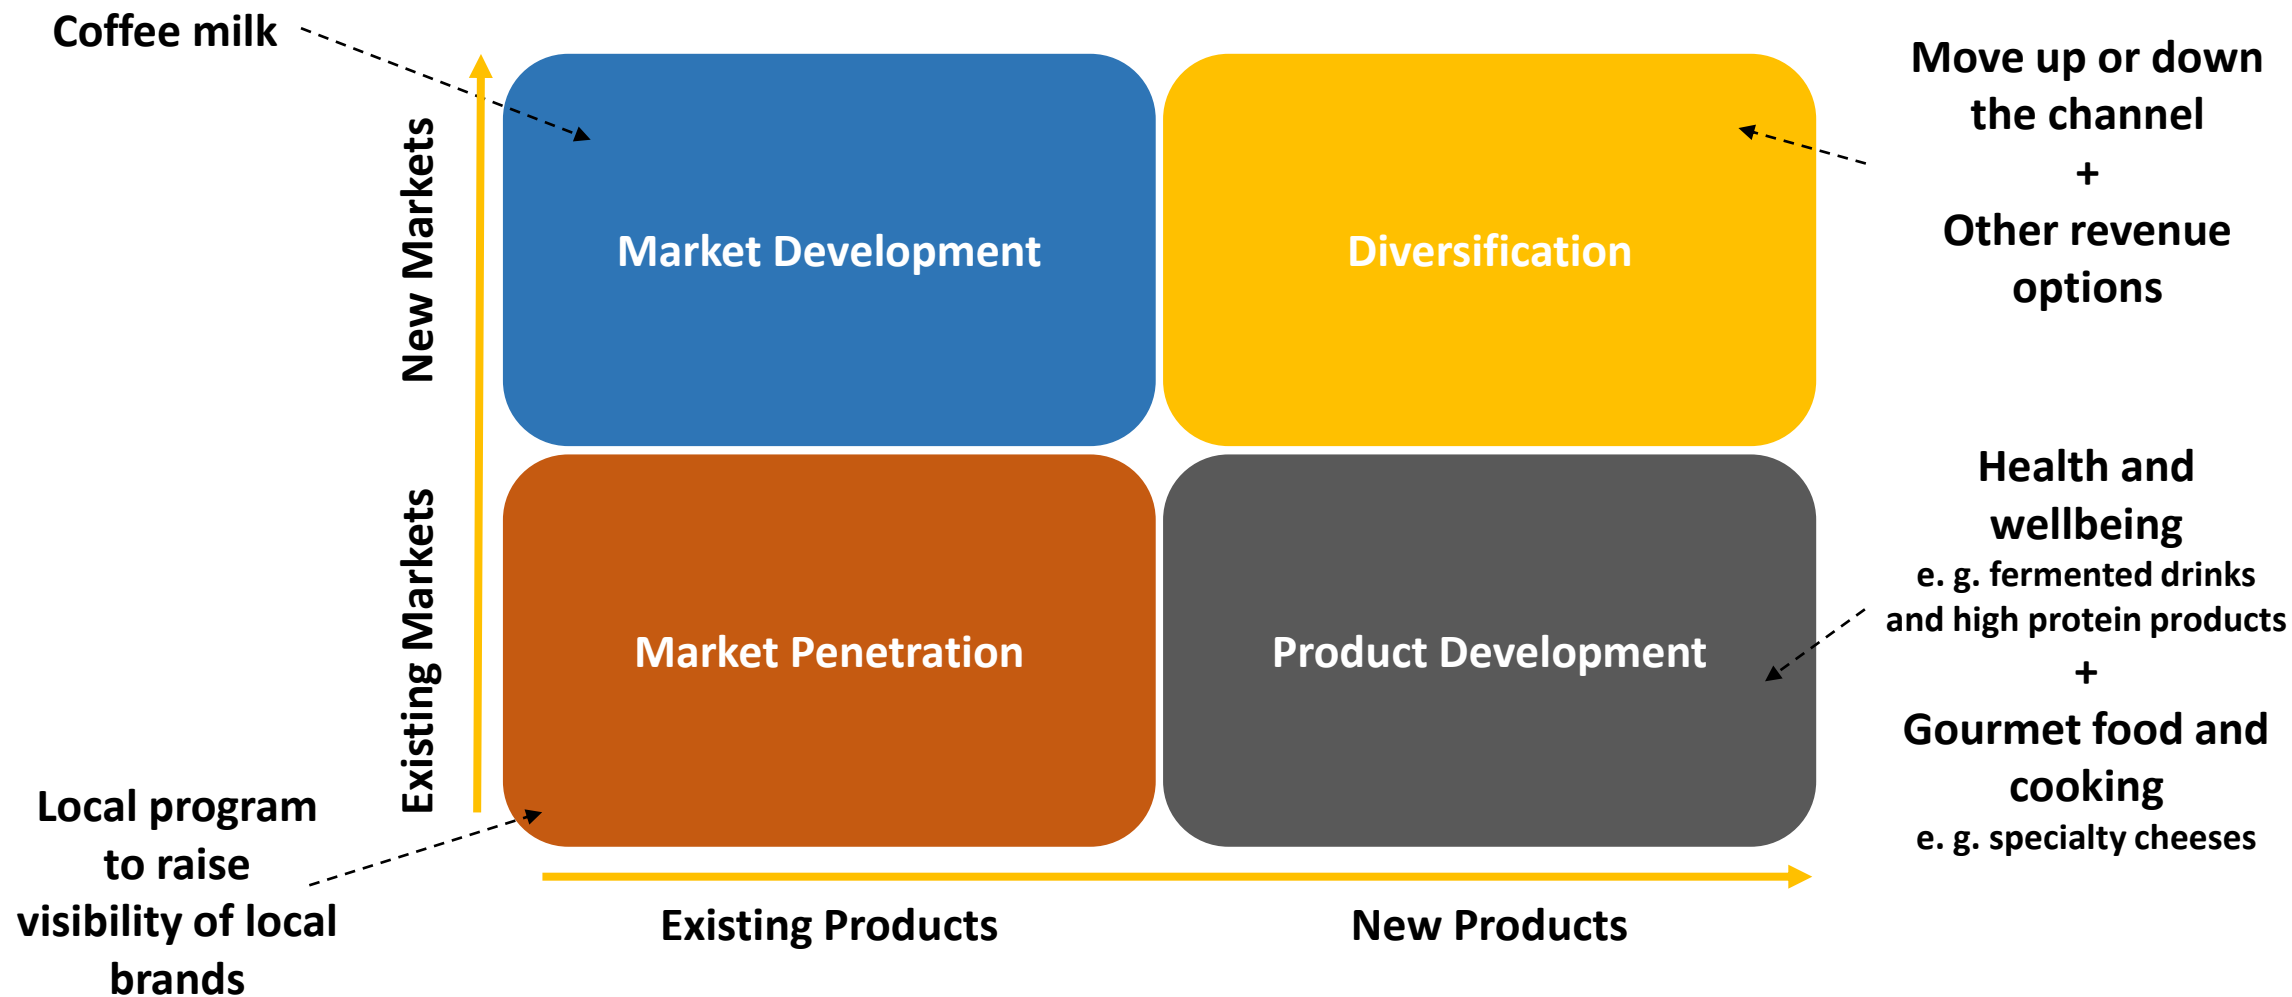 Coffee milk
Move up or down
the channel
+
Other revenue
options
New Markets
Market Development
Diversification
Existing Markets
Market Penetration
Product Development
Health and
wellbeing
e. g. fermented drinks
and high protein products
+
Gourmet food and
cooking
e. g. specialty cheeses
Local program
to raise
visibility of local
brands
Existing Products
New Products